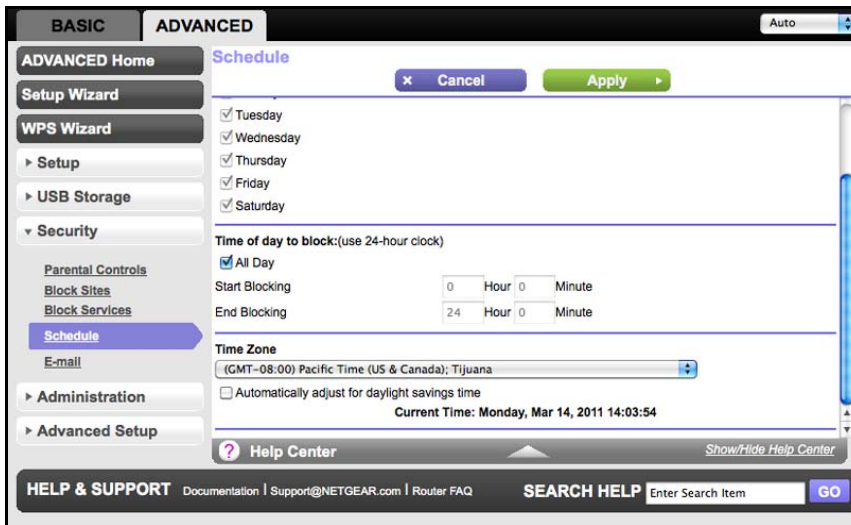 BASIC ADVANCED Auto
ADVANCED Home
Setup Wizard
WPS Wizard
Setup
USB Storage
Security
Parental Controls
Block Sites
Block Services
Schedule
E-mail
Administration
Advanced Setup
Schedule
× Cancel Apply
Tuesday
Wednesday
Thursday
Friday
Saturday
Time of day to block:(use 24-hour clock)
All Day
Start Blocking 0 Hour 0 Minute
End Blocking 24 Hour 0 Minute
Time Zone
(GMT-08:00) Pacific Time (US & Canada); Tijuana
Automatically adjust for daylight savings time
Current Time: Monday, Mar 14, 2011 14:03:54
? Help Center Show/Hide Help Center
HELP & SUPPORT Documentation | Support@NETGEAR.com | Router FAQ SEARCH HELP Enter Search Item GO